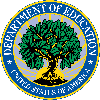 DEPARTMENT OF EDUCATION
UNITED STATES OF AMERICA